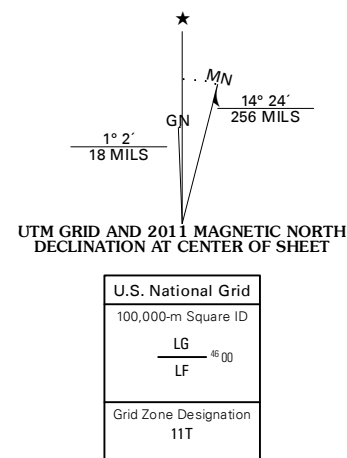 ★
MN
GN
14° 24´
256 MILS
1° 2´
18 MILS
UTM GRID AND 2011 MAGNETIC NORTH
DECLINATION AT CENTER OF SHEET
U.S. National Grid
100,000-m Square ID
LG
46 00
LF
Grid Zone Designation
11T